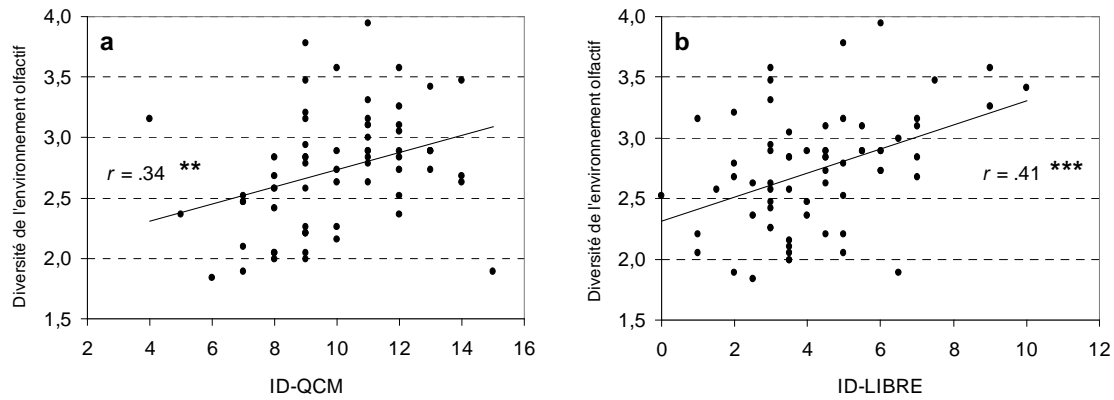 a
Diversité de l'environnement olfactif
4,0
3,5
3,0
2,5
2,0
1,5
r = .34 **
2 4 6 8 10 12 14 16
ID-QCM
b
Diversité de l'environnement olfactif
4,0
3,5
3,0
2,5
2,0
1,5
r = .41 ***
0 2 4 6 8 10 12
ID-LIBRE